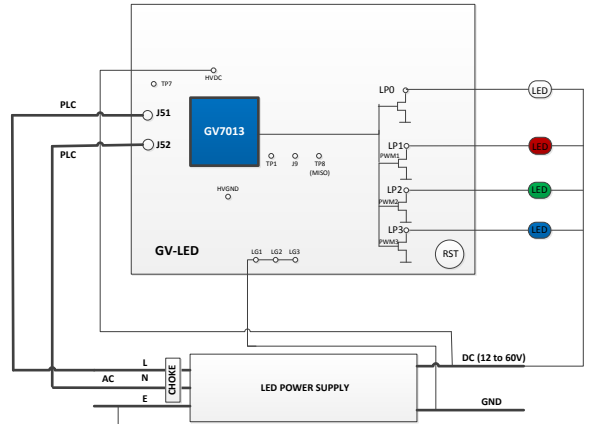 HVDC
TP7
PLC
J51
PLC
J52
GV7013
LP0
LED
LP1
PWM1
LED
TP1
J9
TP8
(MISO)
LP2
PWM2
LED
HVGND
LP3
PWM3
LED
GV-LED
LG1
LG2
LG3
RST
L
AC
N
E
CHOKE
LED POWER SUPPLY
DC (12 to 60V)
GND